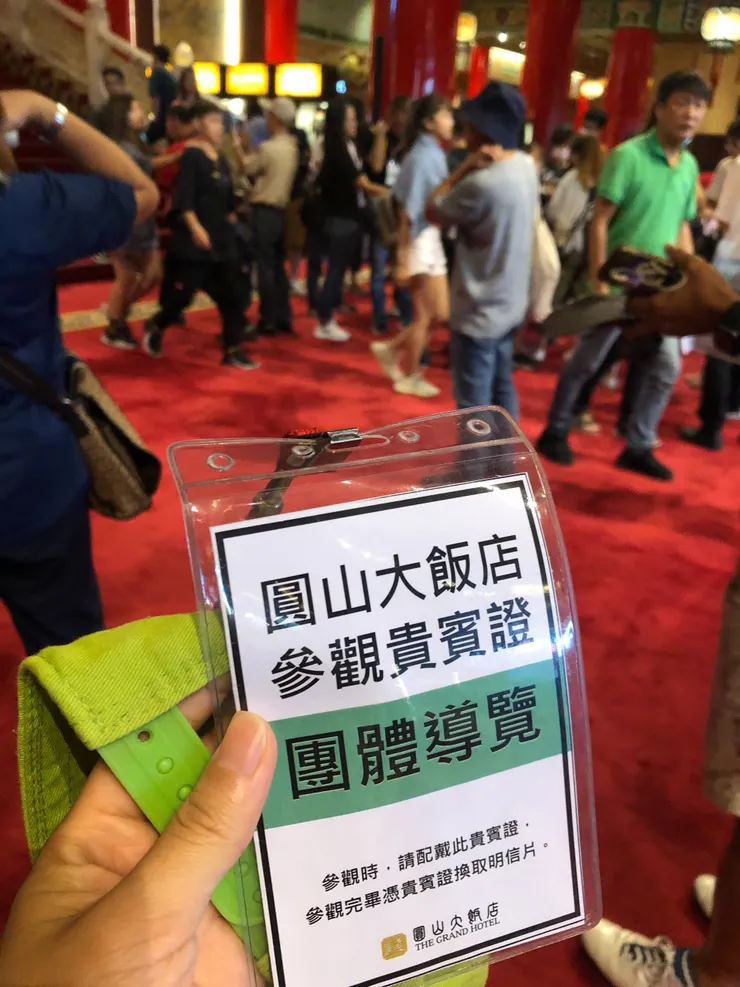 圓山大飯店
參觀貴賓證
團體導覽
參觀時，請配戴此貴賓證，
參觀完畢憑貴賓證換取明信片。
圓山大飯店
THE GRAND HOTEL